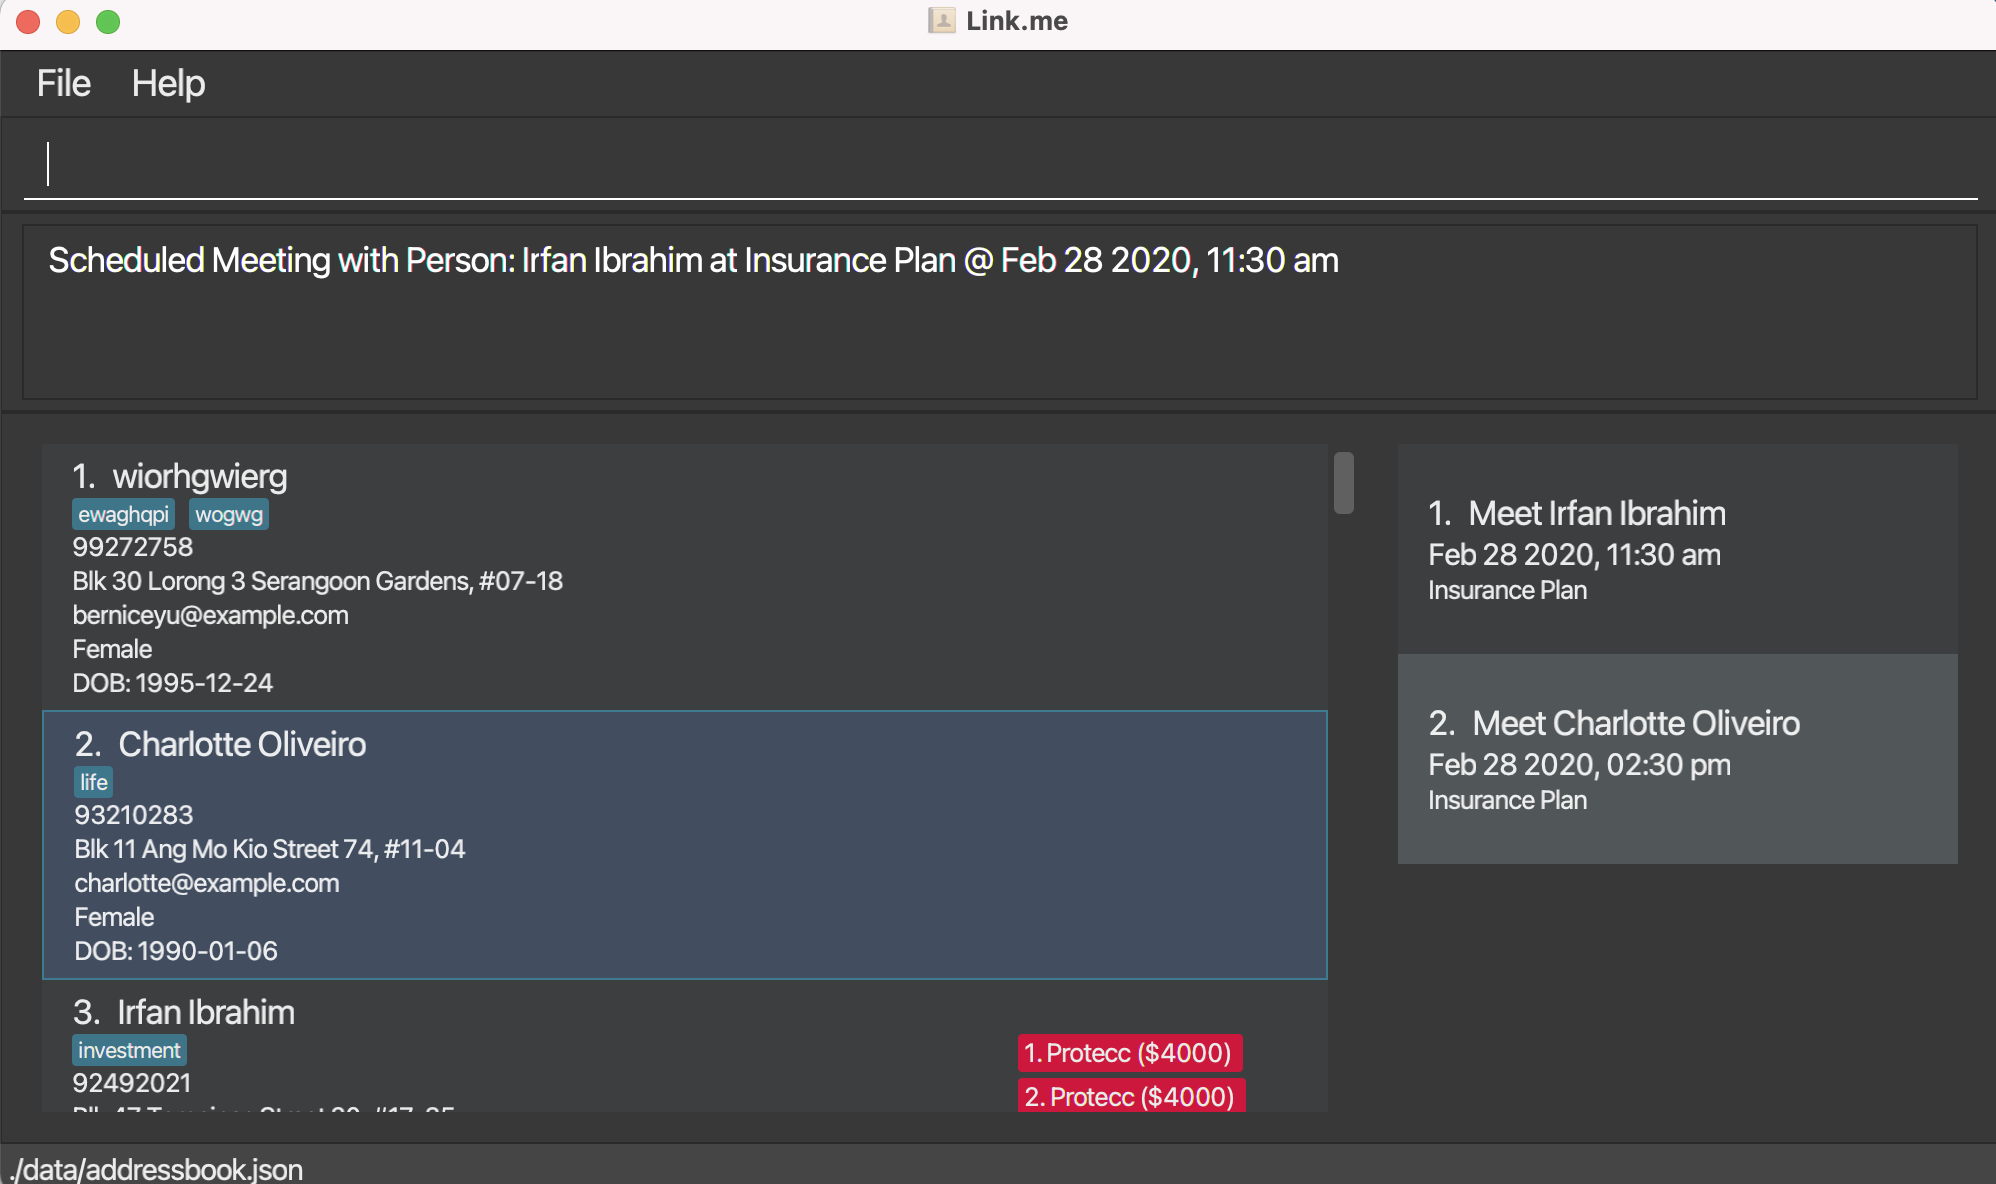 Link.me
File Help
Scheduled Meeting with Person: Irfan Ibrahim at Insurance Plan @ Feb 28 2020, 11:30 am
1. wiorhgwierg
ewaghqpi wogwg
99272758
Blk 30 Lorong 3 Serangoon Gardens, #07-18
berniceyu@example.com
Female
DOB: 1995-12-24
2. Charlotte Oliveiro
life
93210283
Blk 11 Ang Mo Kio Street 74, #11-04
charlotte@example.com
Female
DOB: 1990-01-06
3. Irfan Ibrahim
investment
92492021
1. Protecc ($4000)
2. Protecc ($4000)
1. Meet Irfan Ibrahim
Feb 28 2020, 11:30 am
Insurance Plan
2. Meet Charlotte Oliveiro
Feb 28 2020, 02:30 pm
Insurance Plan
./data/addressbook.json